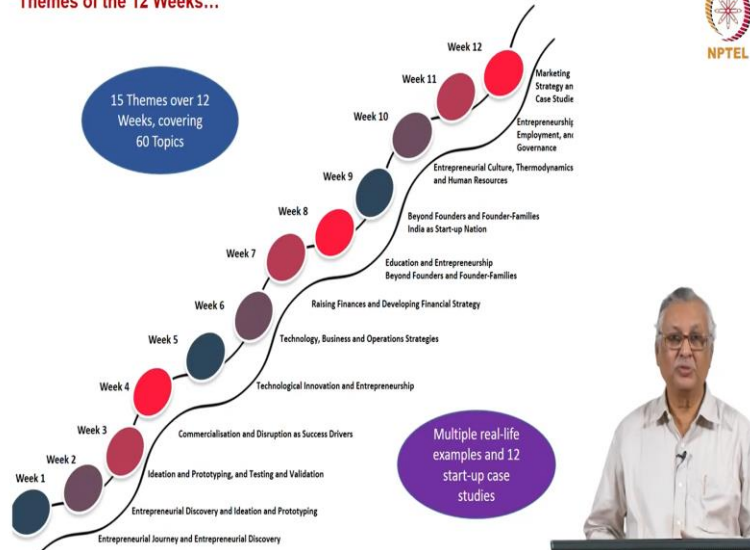 Themes of the 12 Weeks...
NPTEL
15 Themes over 12
Weeks, covering
60 Topics
Week 12
Marketing
Strategy an
Case Studie
Week 11
Entrepreneurship
Employment, and
Governance
Week 10
Entrepreneurial Culture, Thermodynamics
and Human Resources
Week 9
Beyond Founders and Founder-Families
India as Start-up Nation
Week 8
Education and Entrepreneurship
Beyond Founders and Founder-Families
Week 7
Raising Finances and Developing Financial Strategy
Week 6
Technology, Business and Operations Strategies
Week 5
Technological Innovation and Entrepreneurship
Week 4
Commercialisation and Disruption as Success Drivers
Week 3
Ideation and Prototyping, and Testing and Validation
Week 2
Entrepreneurial Discovery and Ideation and Prototyping
Week 1
Entrepreneurial Journey and Entrepreneurial Discovery
Multiple real-life
examples and 12
start-up case
studies